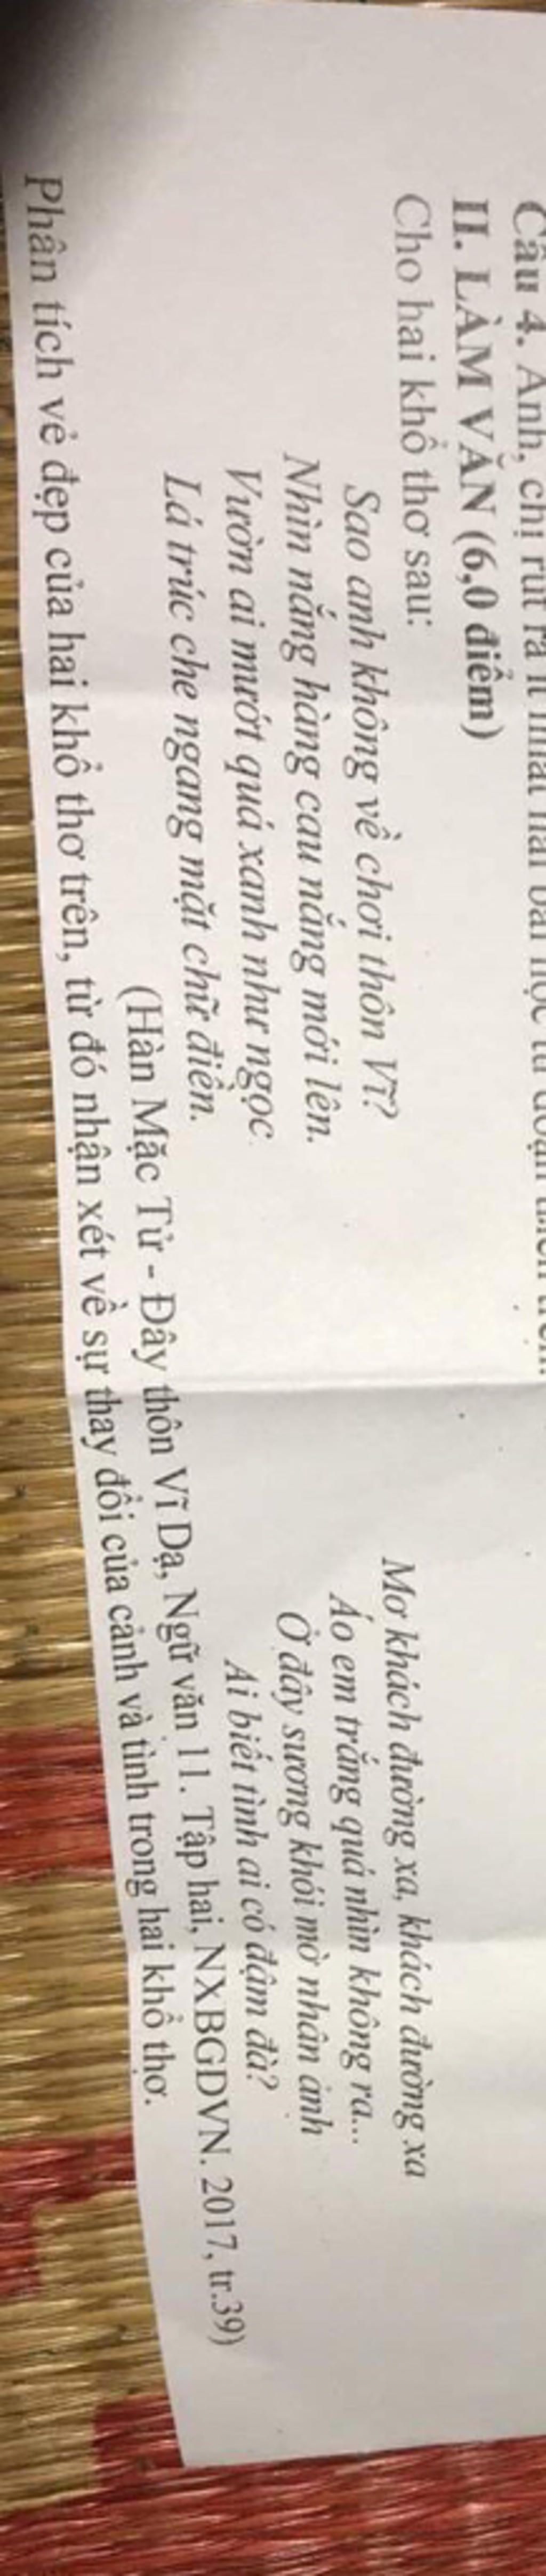 Câu 4. Anh, chị rút ra ít nhất hai bài học từ đoạn
II. LÀM VĂN (6,0 điểm)
Cho hai khổ thơ sau:
Sao anh không về chơi thôn Vĩ?
Nhìn nắng hàng cau nắng mới lên.
Vườn ai mướt quá xanh như ngọc
Lá trúc che ngang mặt chữ điền.
Mơ khách đường xa, khách đường xa
Áo em trắng quá nhìn không ra...
Ở đây sương khói mờ nhân ảnh
Ai biết tình ai có đậm đà?
(Hàn Mặc Tử - Đây thôn Vĩ Dạ, Ngữ văn 11. Tập hai, NXBGDVN. 2017, tr.39)
Phân tích vẻ đẹp của hai khổ thơ trên, từ đó nhận xét về sự thay đổi của cảnh và tình trong hai khổ thơ.